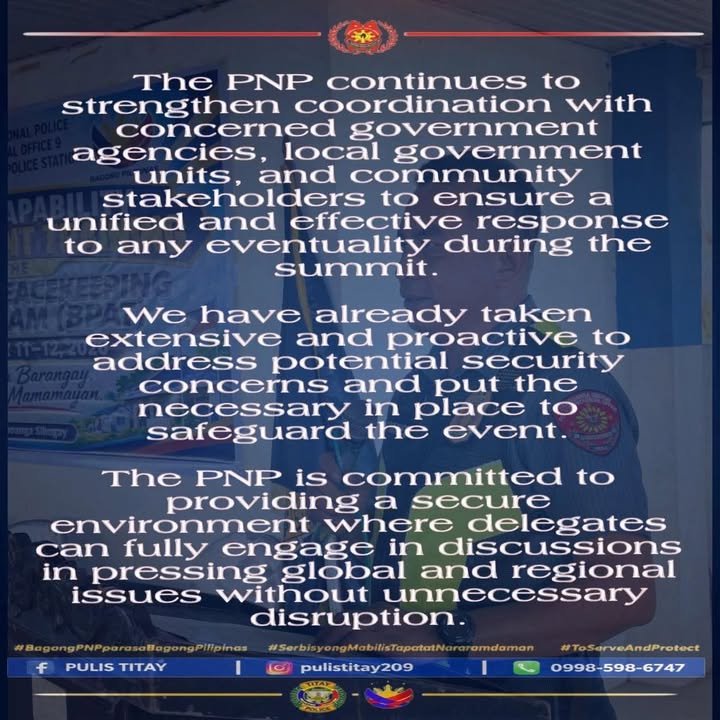 The PNP continues to
strengthen coordination with
concerned government
agencies, local government
units, and community
stakeholders to ensure a
unified and effective response
to any eventuality during the
summit.
We have already taken
extensive and proactive to
address potential security
concerns and put the
necessary in place to
safeguard the event.
The PNP is committed to
providing a secure
environment where delegates
can fully engage in discussions
in pressing global and regional
issues without unnecessary
disruption.
#BagongPNPparasaBagongPilipinas #SerbisyongMabilisTapatatNararamdaman #ToServeAndProtect
PULIS TITAY | pulistitay209 | 0998-598-6747
TITAY
POLICE